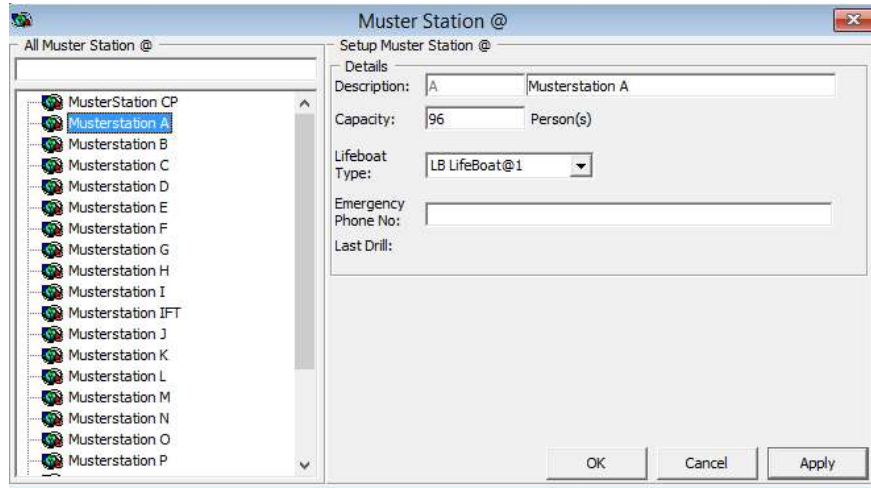 Muster Station @
All Muster Station @
MusterStation CP
Musterstation A
Musterstation B
Musterstation C
Musterstation D
Musterstation E
Musterstation F
Musterstation G
Musterstation H
Musterstation I
Musterstation IFT
Musterstation J
Musterstation K
Musterstation L
Musterstation M
Musterstation N
Musterstation O
Musterstation P
Setup Muster Station @
Details
Description: A Musterstation A
Capacity: 96 Person(s)
Lifeboat
Type: LB LifeBoat@1
Emergency
Phone No:
Last Drill:
OK Cancel Apply